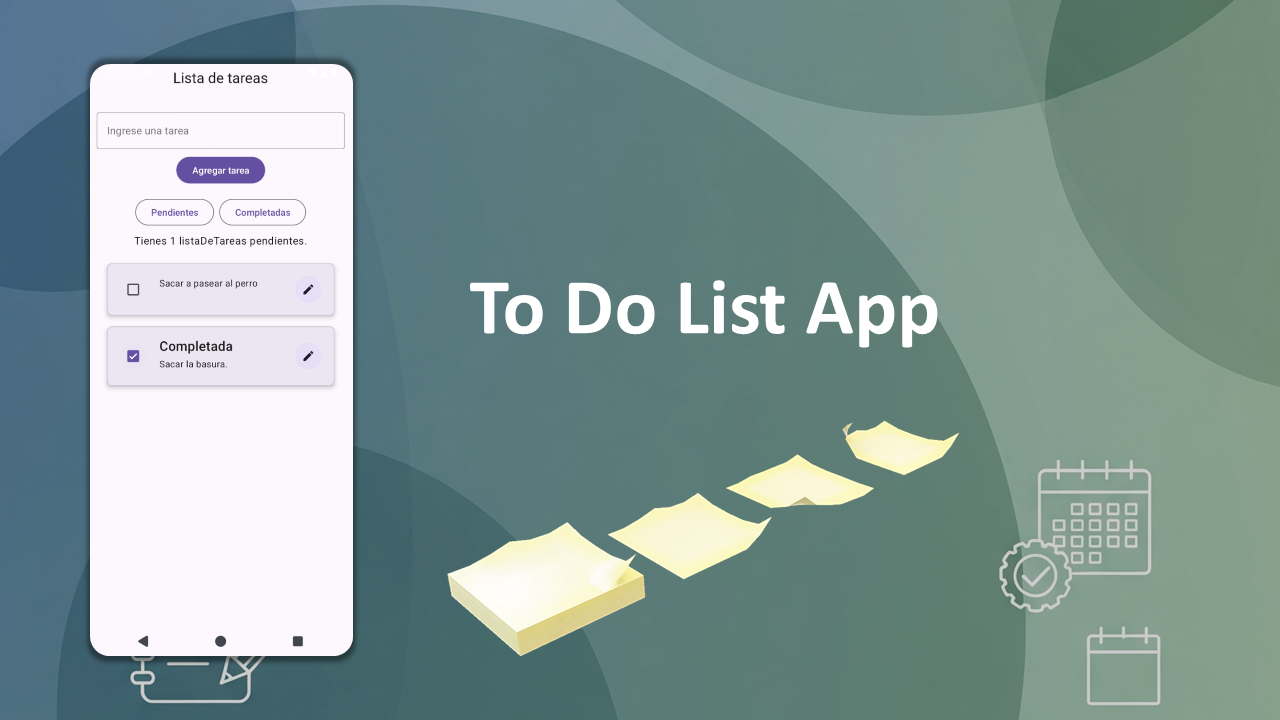 Lista de tareas
Ingrese una tarea
Agregar tarea
Pendientes
Completadas
Tienes 1 listaDeTareas pendientes.
Sacar a pasear al perro
Completada
Sacar la basura.
To Do List App